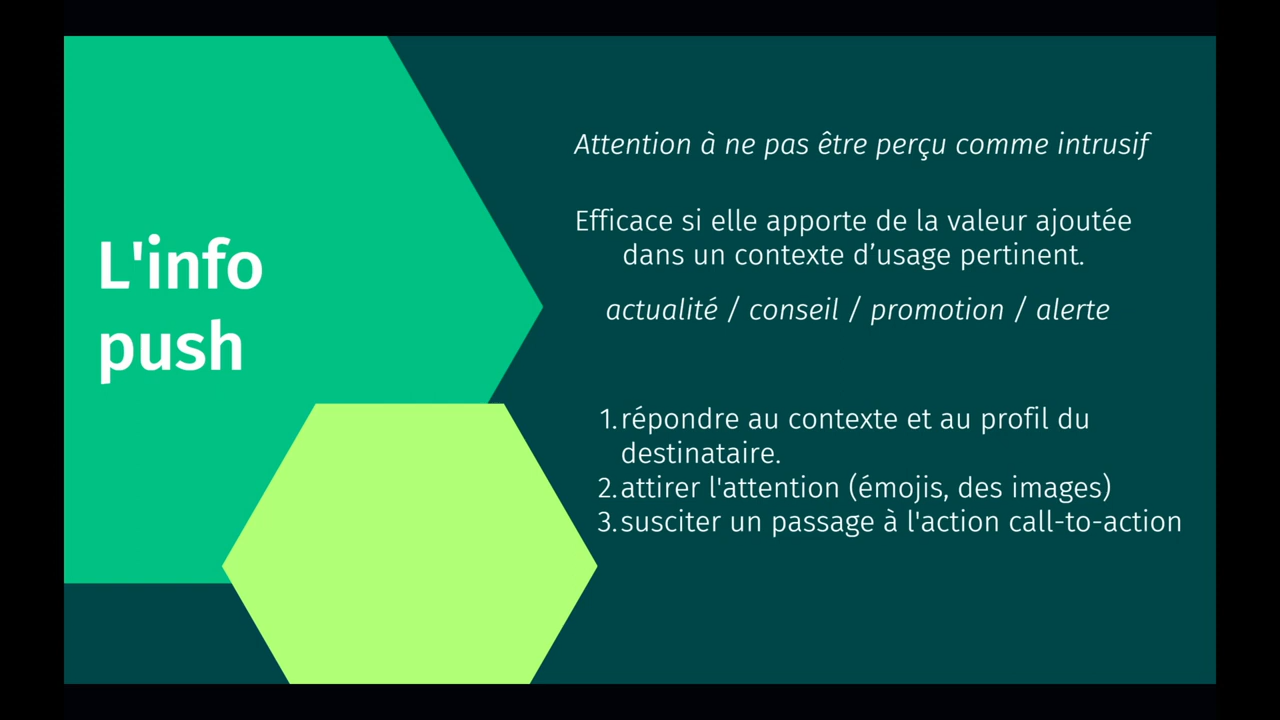 L'info
push
Attention à ne pas être perçu comme intrusif
Efficace si elle apporte de la valeur ajoutée
dans un contexte d’usage pertinent.
actualité / conseil / promotion / alerte
1. répondre au contexte et au profil du
destinataire.
2. attirer l'attention (émojis, des images)
3. susciter un passage à l'action call-to-action